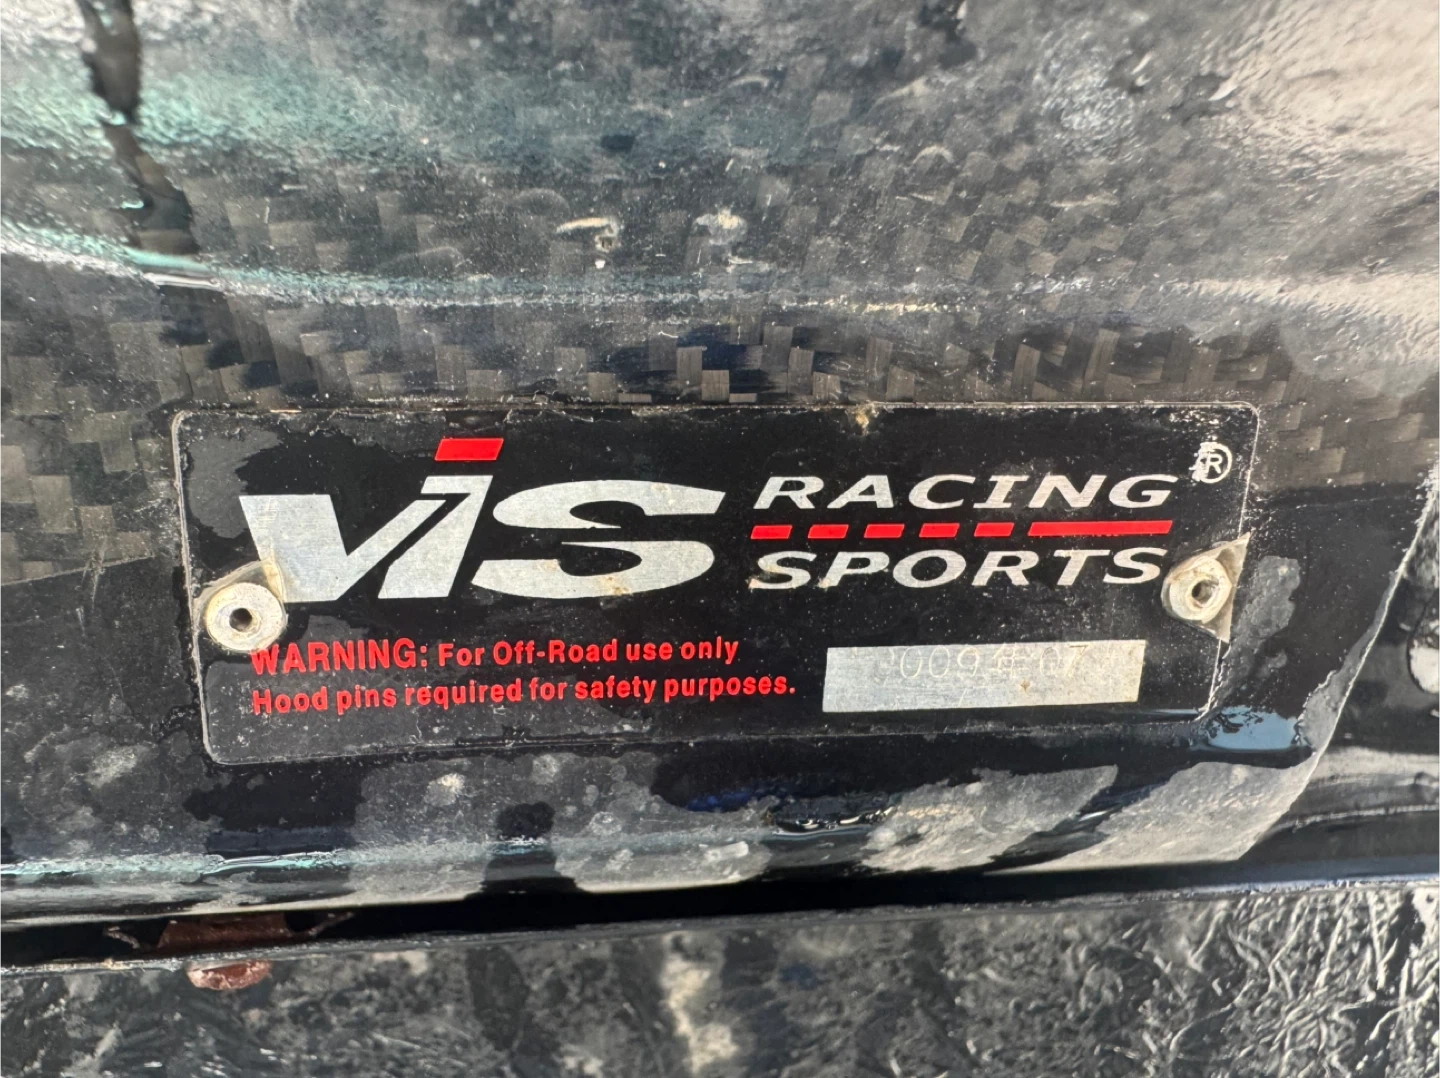 VIS RACING SPORTS ®
WARNING: For Off-Road use only
Hood pins required for safety purposes.